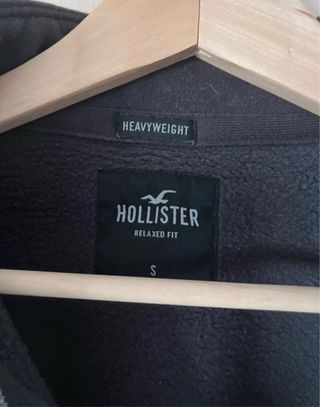 HEAVYWEIGHT
HOLLISTER
RELAXED FIT
S